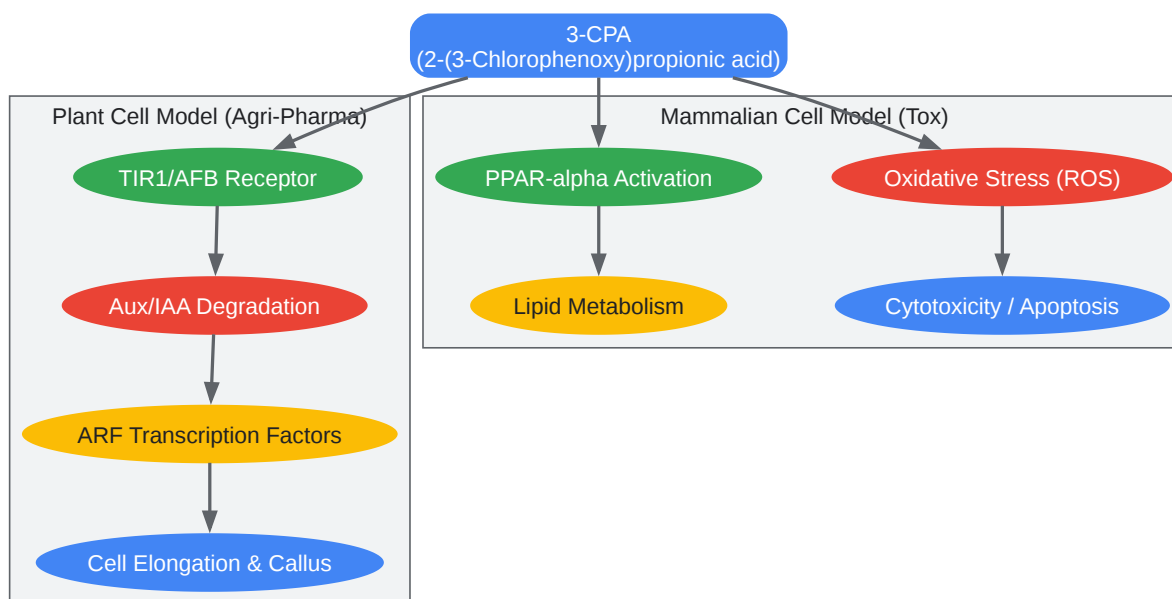 3-CPA
(2-(3-Chlorophenoxy)propionic acid)
Plant Cell Model (Agri-Pharma)
Mammalian Cell Model (Tox)
TIR1/AFB Receptor
PPAR-alpha Activation
Oxidative Stress (ROS)
Aux/IAA Degradation
Lipid Metabolism
Cytotoxicity / Apoptosis
ARF Transcription Factors
Cell Elongation & Callus